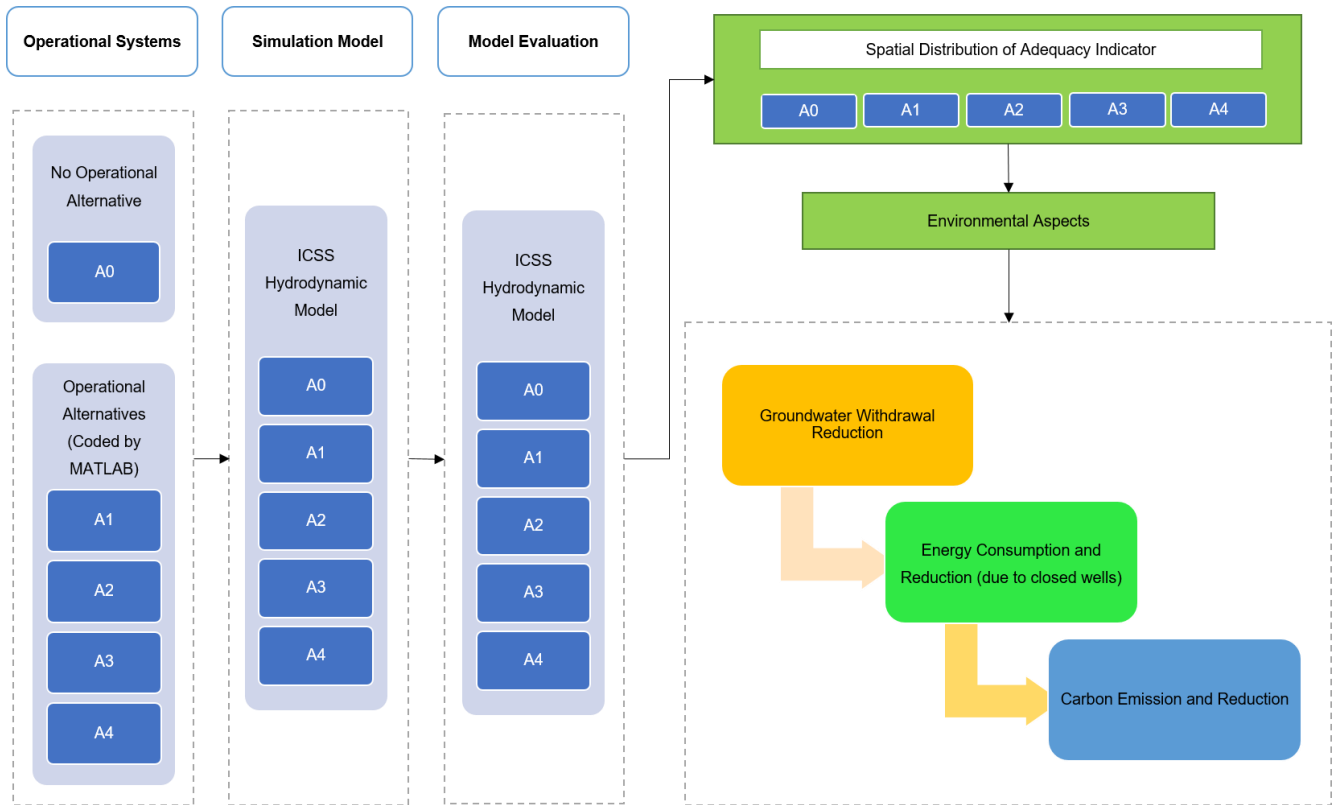 Operational Systems
Simulation Model
Model Evaluation
No Operational
Alternative
A0
Operational
Alternatives
(Coded by
MATLAB)
A1
A2
A3
A4
ICSS
Hydrodynamic
Model
A0
A1
A2
A3
A4
ICSS
Hydrodynamic
Model
A0
A1
A2
A3
A4
Spatial Distribution of Adequacy Indicator
A0
A1
A2
A3
A4
Environmental Aspects
Groundwater Withdrawal
Reduction
Energy Consumption and
Reduction (due to closed wells)
Carbon Emission and Reduction